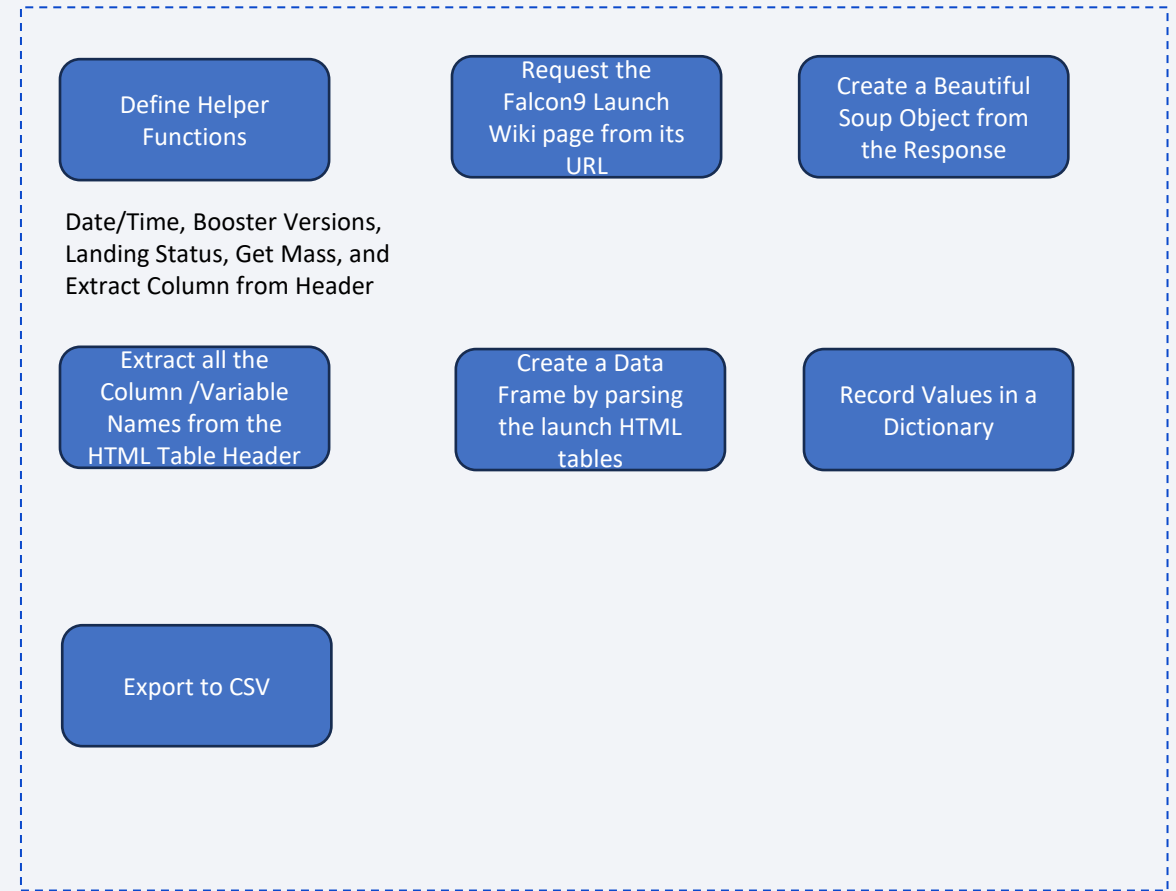 Define Helper
Functions
Request the
Falcon9 Launch
Wiki page from its
URL
Create a Beautiful
Soup Object from
the Response
Date/Time, Booster Versions,
Landing Status, Get Mass, and
Extract Column from Header
Extract all the
Column /Variable
Names from the
HTML Table Header
Create a Data
Frame by parsing
the launch HTML
tables
Record Values in a
Dictionary
Export to CSV